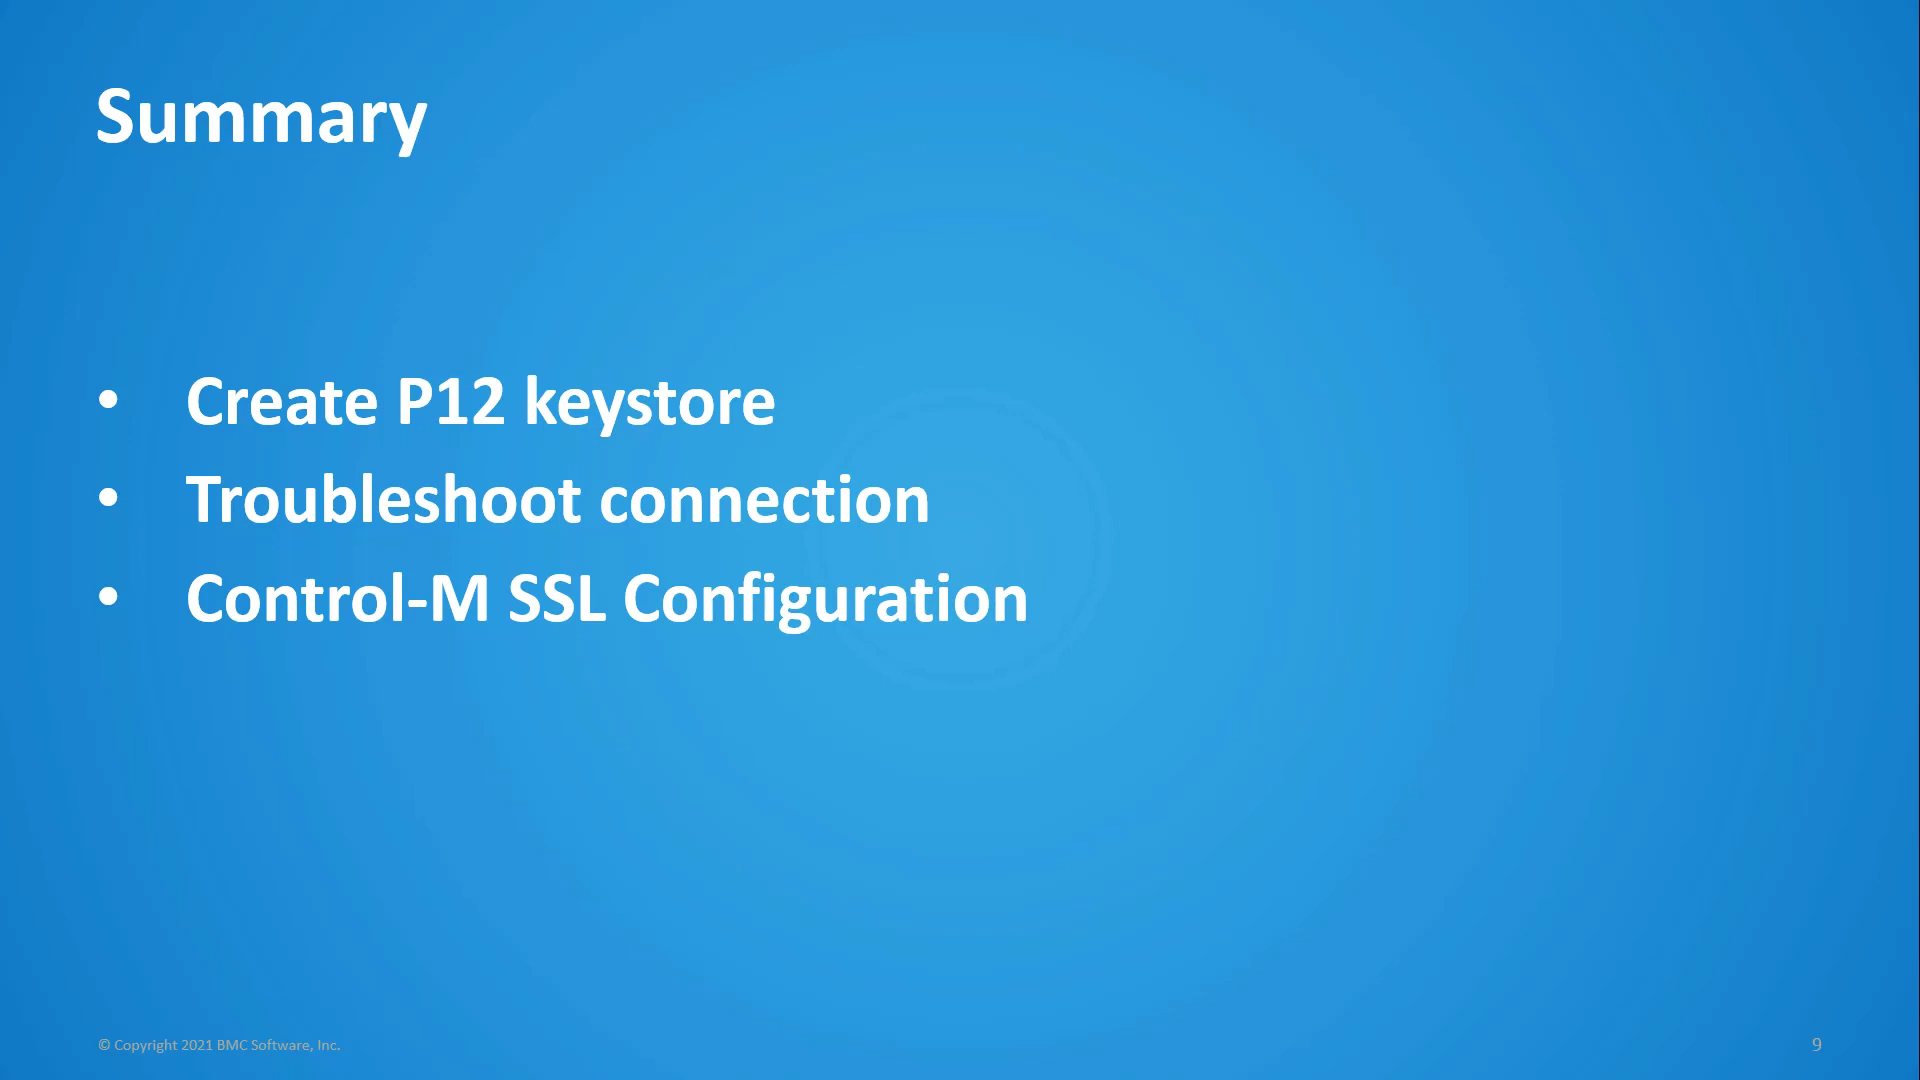 Summary
• Create P12 keystore
• Troubleshoot connection
• Control-M SSL Configuration
© Copyright 2021 BMC Software, Inc.
9